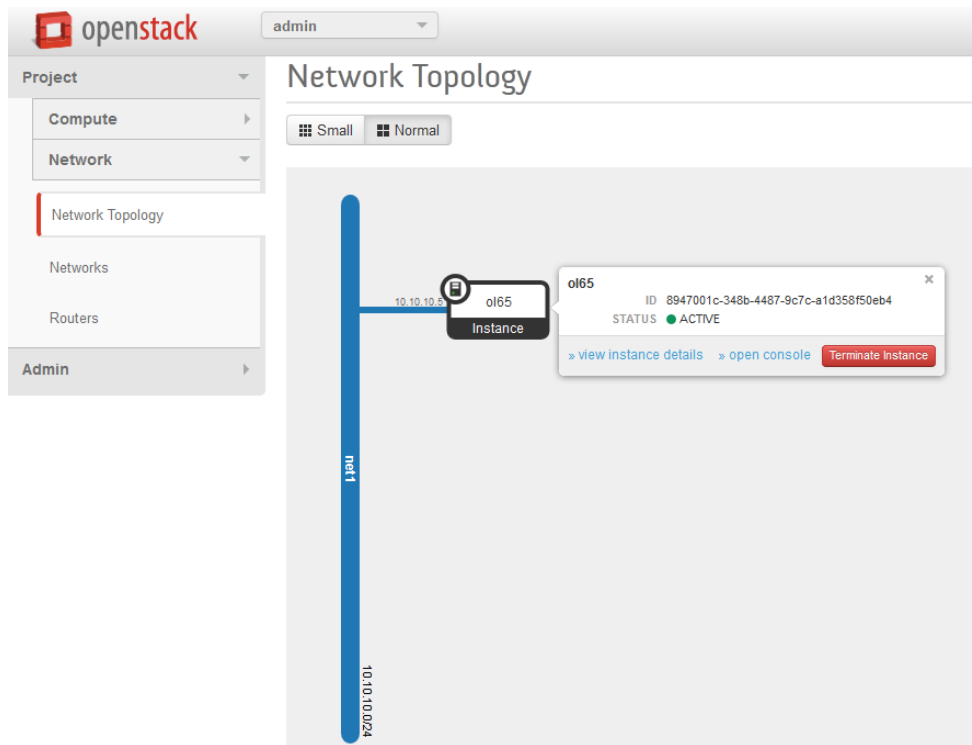 openstack
admin
Project
Compute
Network
Network Topology
Networks
Routers
Admin
Network Topology
Small
Normal
10.10.10.5
ol65
Instance
ol65
ID 8947001c-348b-4487-9c7c-a1d358f50eb4
STATUS ACTIVE
» view instance details » open console Terminate Instance
net1
10.10.10.0/24